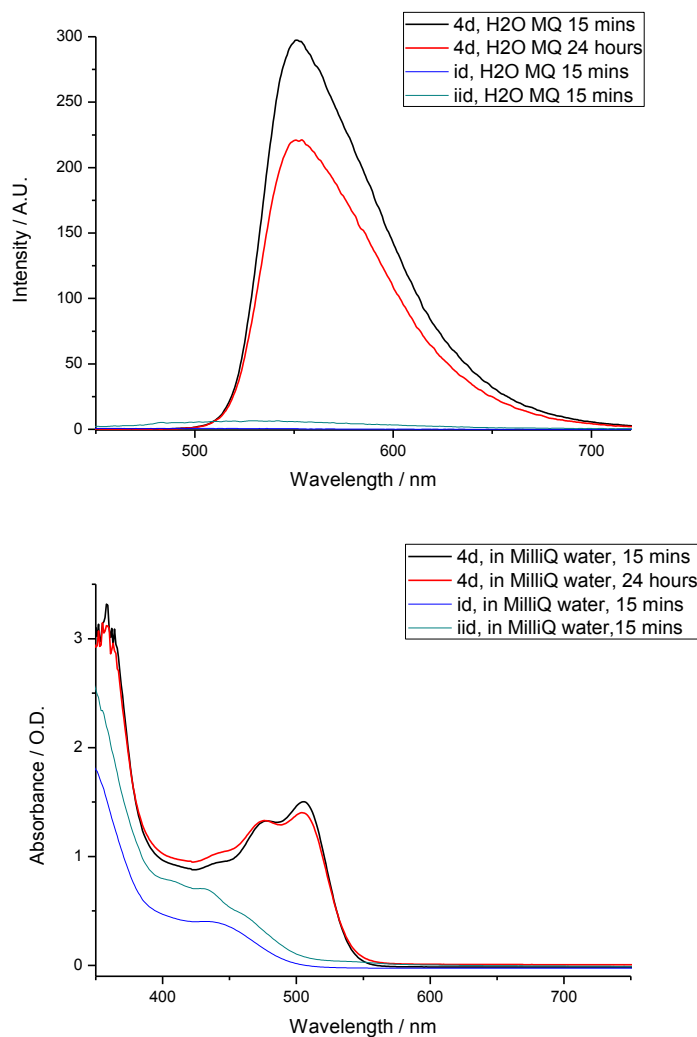 4d, H2O MQ 15 mins
4d, H2O MQ 24 hours
id, H2O MQ 15 mins
iid, H2O MQ 15 mins
300
250
200
150
100
50
0
Intensity / A.U.
500
600
700
Wavelength / nm
4d, in MilliQ water, 15 mins
4d, in MilliQ water, 24 hours
id, in MilliQ water, 15 mins
iid, in MilliQ water,15 mins
3
2
1
0
Absorbance / O.D.
400
500
600
700
Wavelength / nm